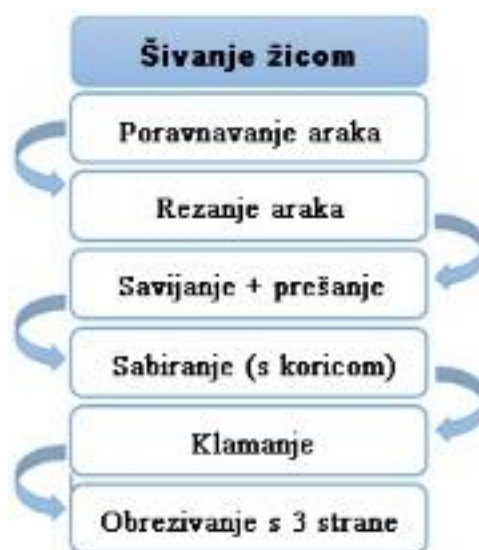 Šivanje žicom
Poravnavanje araka
Rezanje araka
Savijanje + prešanje
Sabiranje (s koricom)
Klamanje
Obrezivanje s 3 strane